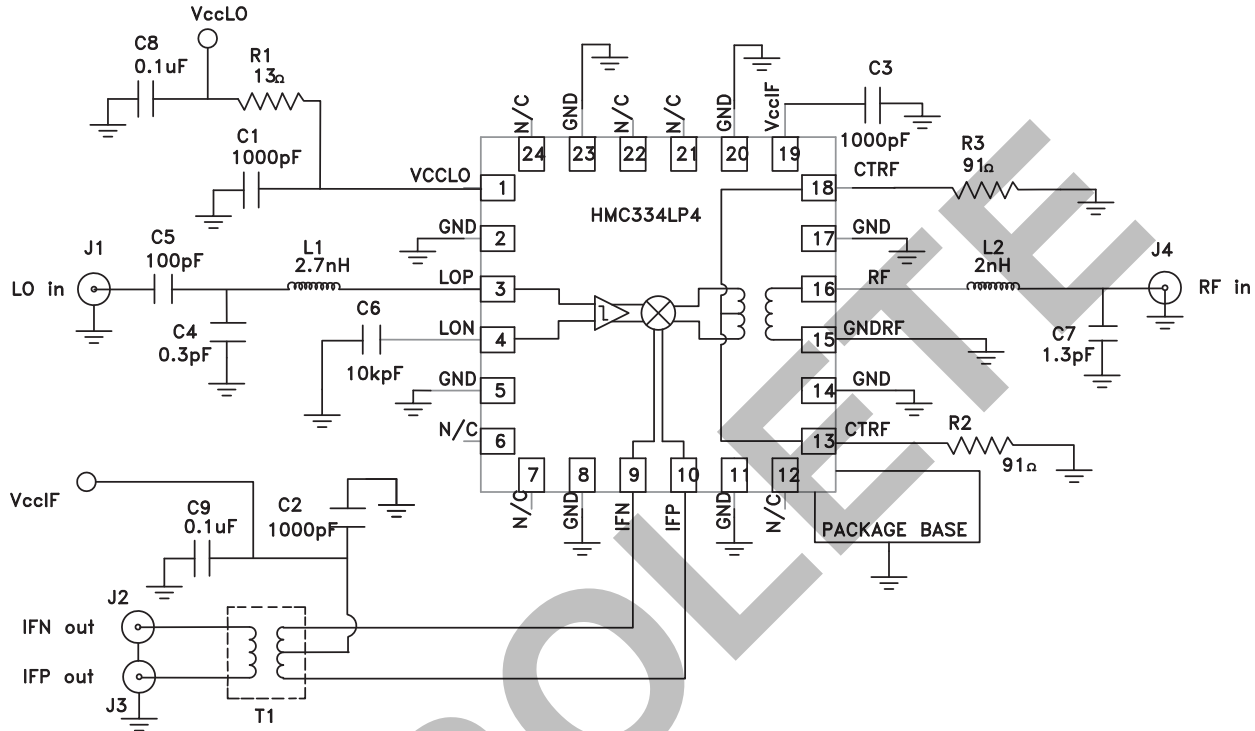 VccLO
C8
0.1uF
R1
13Ω
C1
1000pF
VCCLO
J1
LO in
C5
100pF
L1
2.7nH
C4
0.3pF
C6
10kpF
GND
LOP
LON
GND
N/C
1
2
3
4
5
6
N/C
GND
N/C
N/C
GND
VccIF
24
23
22
21
20
19
C3
1000pF
HMC334LP4
18
17
16
15
14
13
CTRF
GND
RF
GNDRF
GND
CTRF
R3
91Ω
L2
2nH
J4
RF in
C7
1.3pF
R2
91Ω
7
8
9
10
11
12
N/C
GND
IFN
IFP
GND
N/C
PACKAGE BASE
VccIF
C9
0.1uF
C2
1000pF
J2
IFN out
IFP out
J3
T1
OLETE